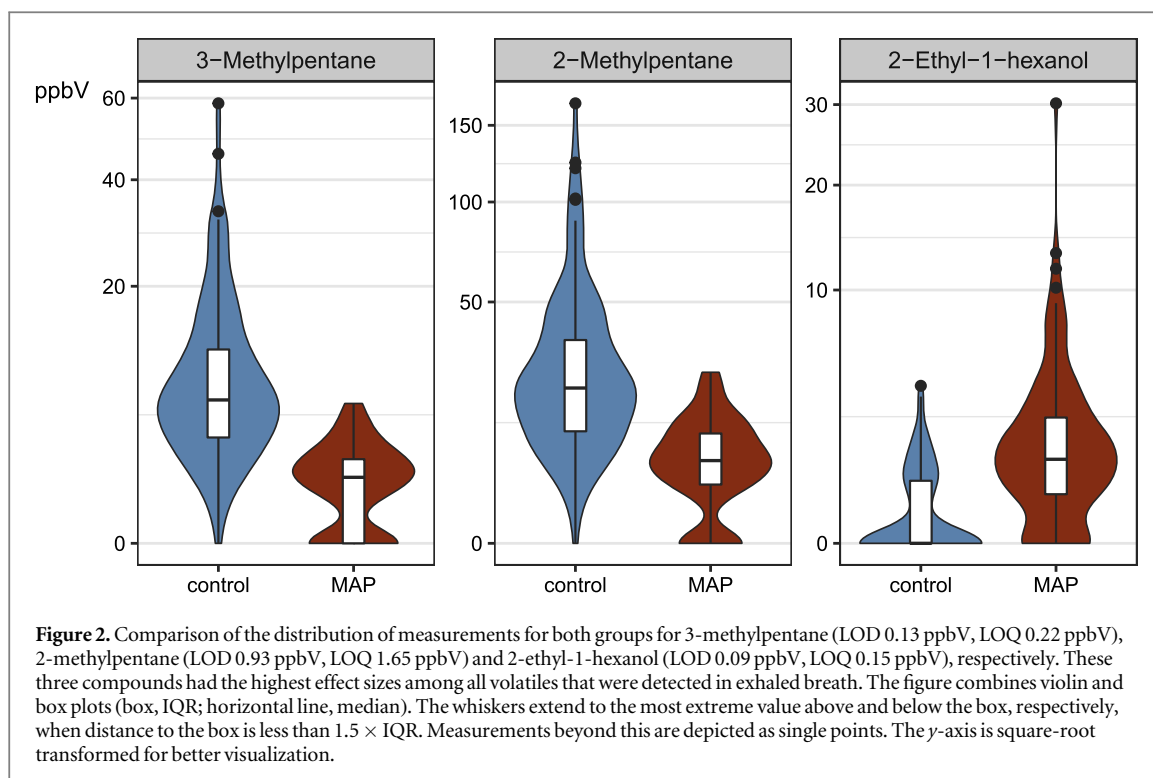 3−Methylpentane
2−Methylpentane
2−Ethyl−1−hexanol
ppbV
60
40
20
0
control
MAP
150
100
50
0
control
MAP
30
20
10
0
control
MAP
Figure 2. Comparison of the distribution of measurements for both groups for 3-methylpentane (LOD 0.13 ppbV, LOQ 0.22 ppbV),
2-methylpentane (LOD 0.93 ppbV, LOQ 1.65 ppbV) and 2-ethyl-1-hexanol (LOD 0.09 ppbV, LOQ 0.15 ppbV), respectively. These
three compounds had the highest effect sizes among all volatiles that were detected in exhaled breath. The figure combines violin and
box plots (box, IQR; horizontal line, median). The whiskers extend to the most extreme value above and below the box, respectively,
when distance to the box is less than 1.5 × IQR. Measurements beyond this are depicted as single points. The y-axis is square-root
transformed for better visualization.